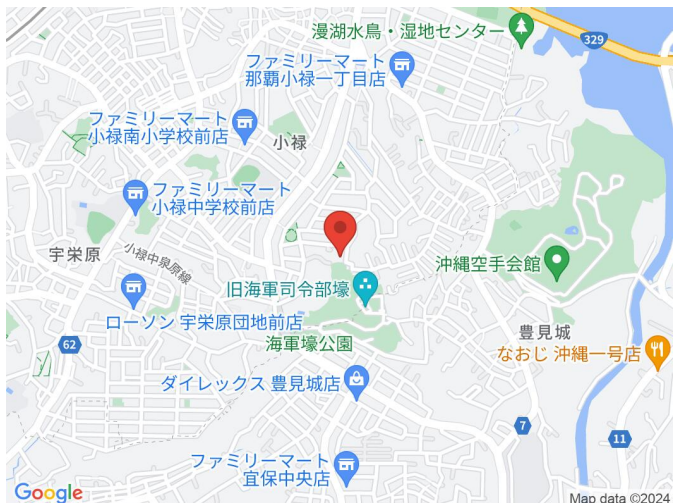 漫湖水鳥・湿地センター
329
ファミリーマート
那覇小禄一丁目店
ファミリーマート
小禄南小学校前店
小禄
ファミリーマート
小禄中学校前店
宇栄原
小禄中泉原線
沖縄空手会館
旧海軍司令部壕
ローソン 宇栄原団地前店
62
海軍壕公園
豊見城
なおじ 沖縄一号店
ダイレックス 豊見城店
7
11
ファミリーマート
宜保中央店
Google
Map data ©2024